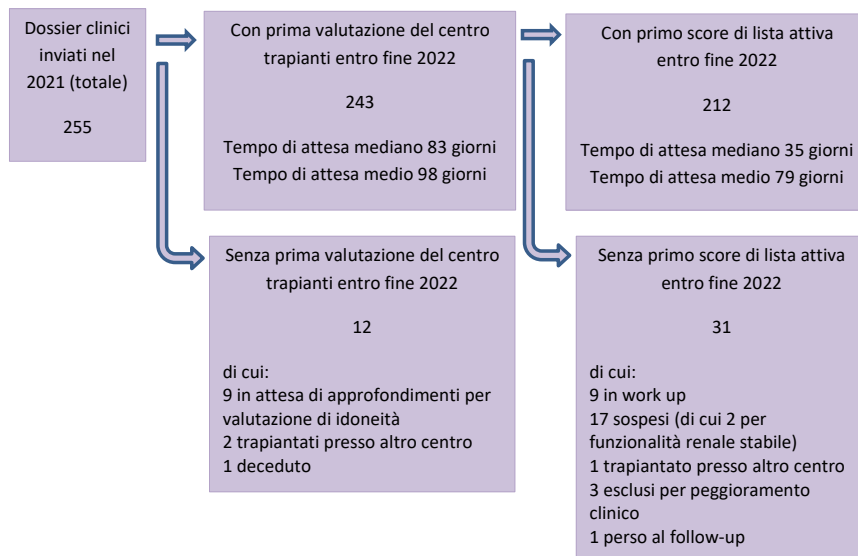 Dossier clinici
inviati nel
2021 (totale)
255
Con prima valutazione del centro
trapianti entro fine 2022
243
Tempo di attesa mediano 83 giorni
Tempo di attesa medio 98 giorni
Con primo score di lista attiva
entro fine 2022
212
Tempo di attesa mediano 35 giorni
Tempo di attesa medio 79 giorni
Senza prima valutazione del centro
trapianti entro fine 2022
12
di cui:
9 in attesa di approfondimenti per
valutazione di idoneità
2 trapiantati presso altro centro
1 deceduto
Senza primo score di lista attiva
entro fine 2022
31
di cui:
9 in work up
17 sospesi (di cui 2 per
funzionalità renale stabile)
1 trapiantato presso altro centro
3 esclusi per peggioramento
clinico
1 perso al follow-up